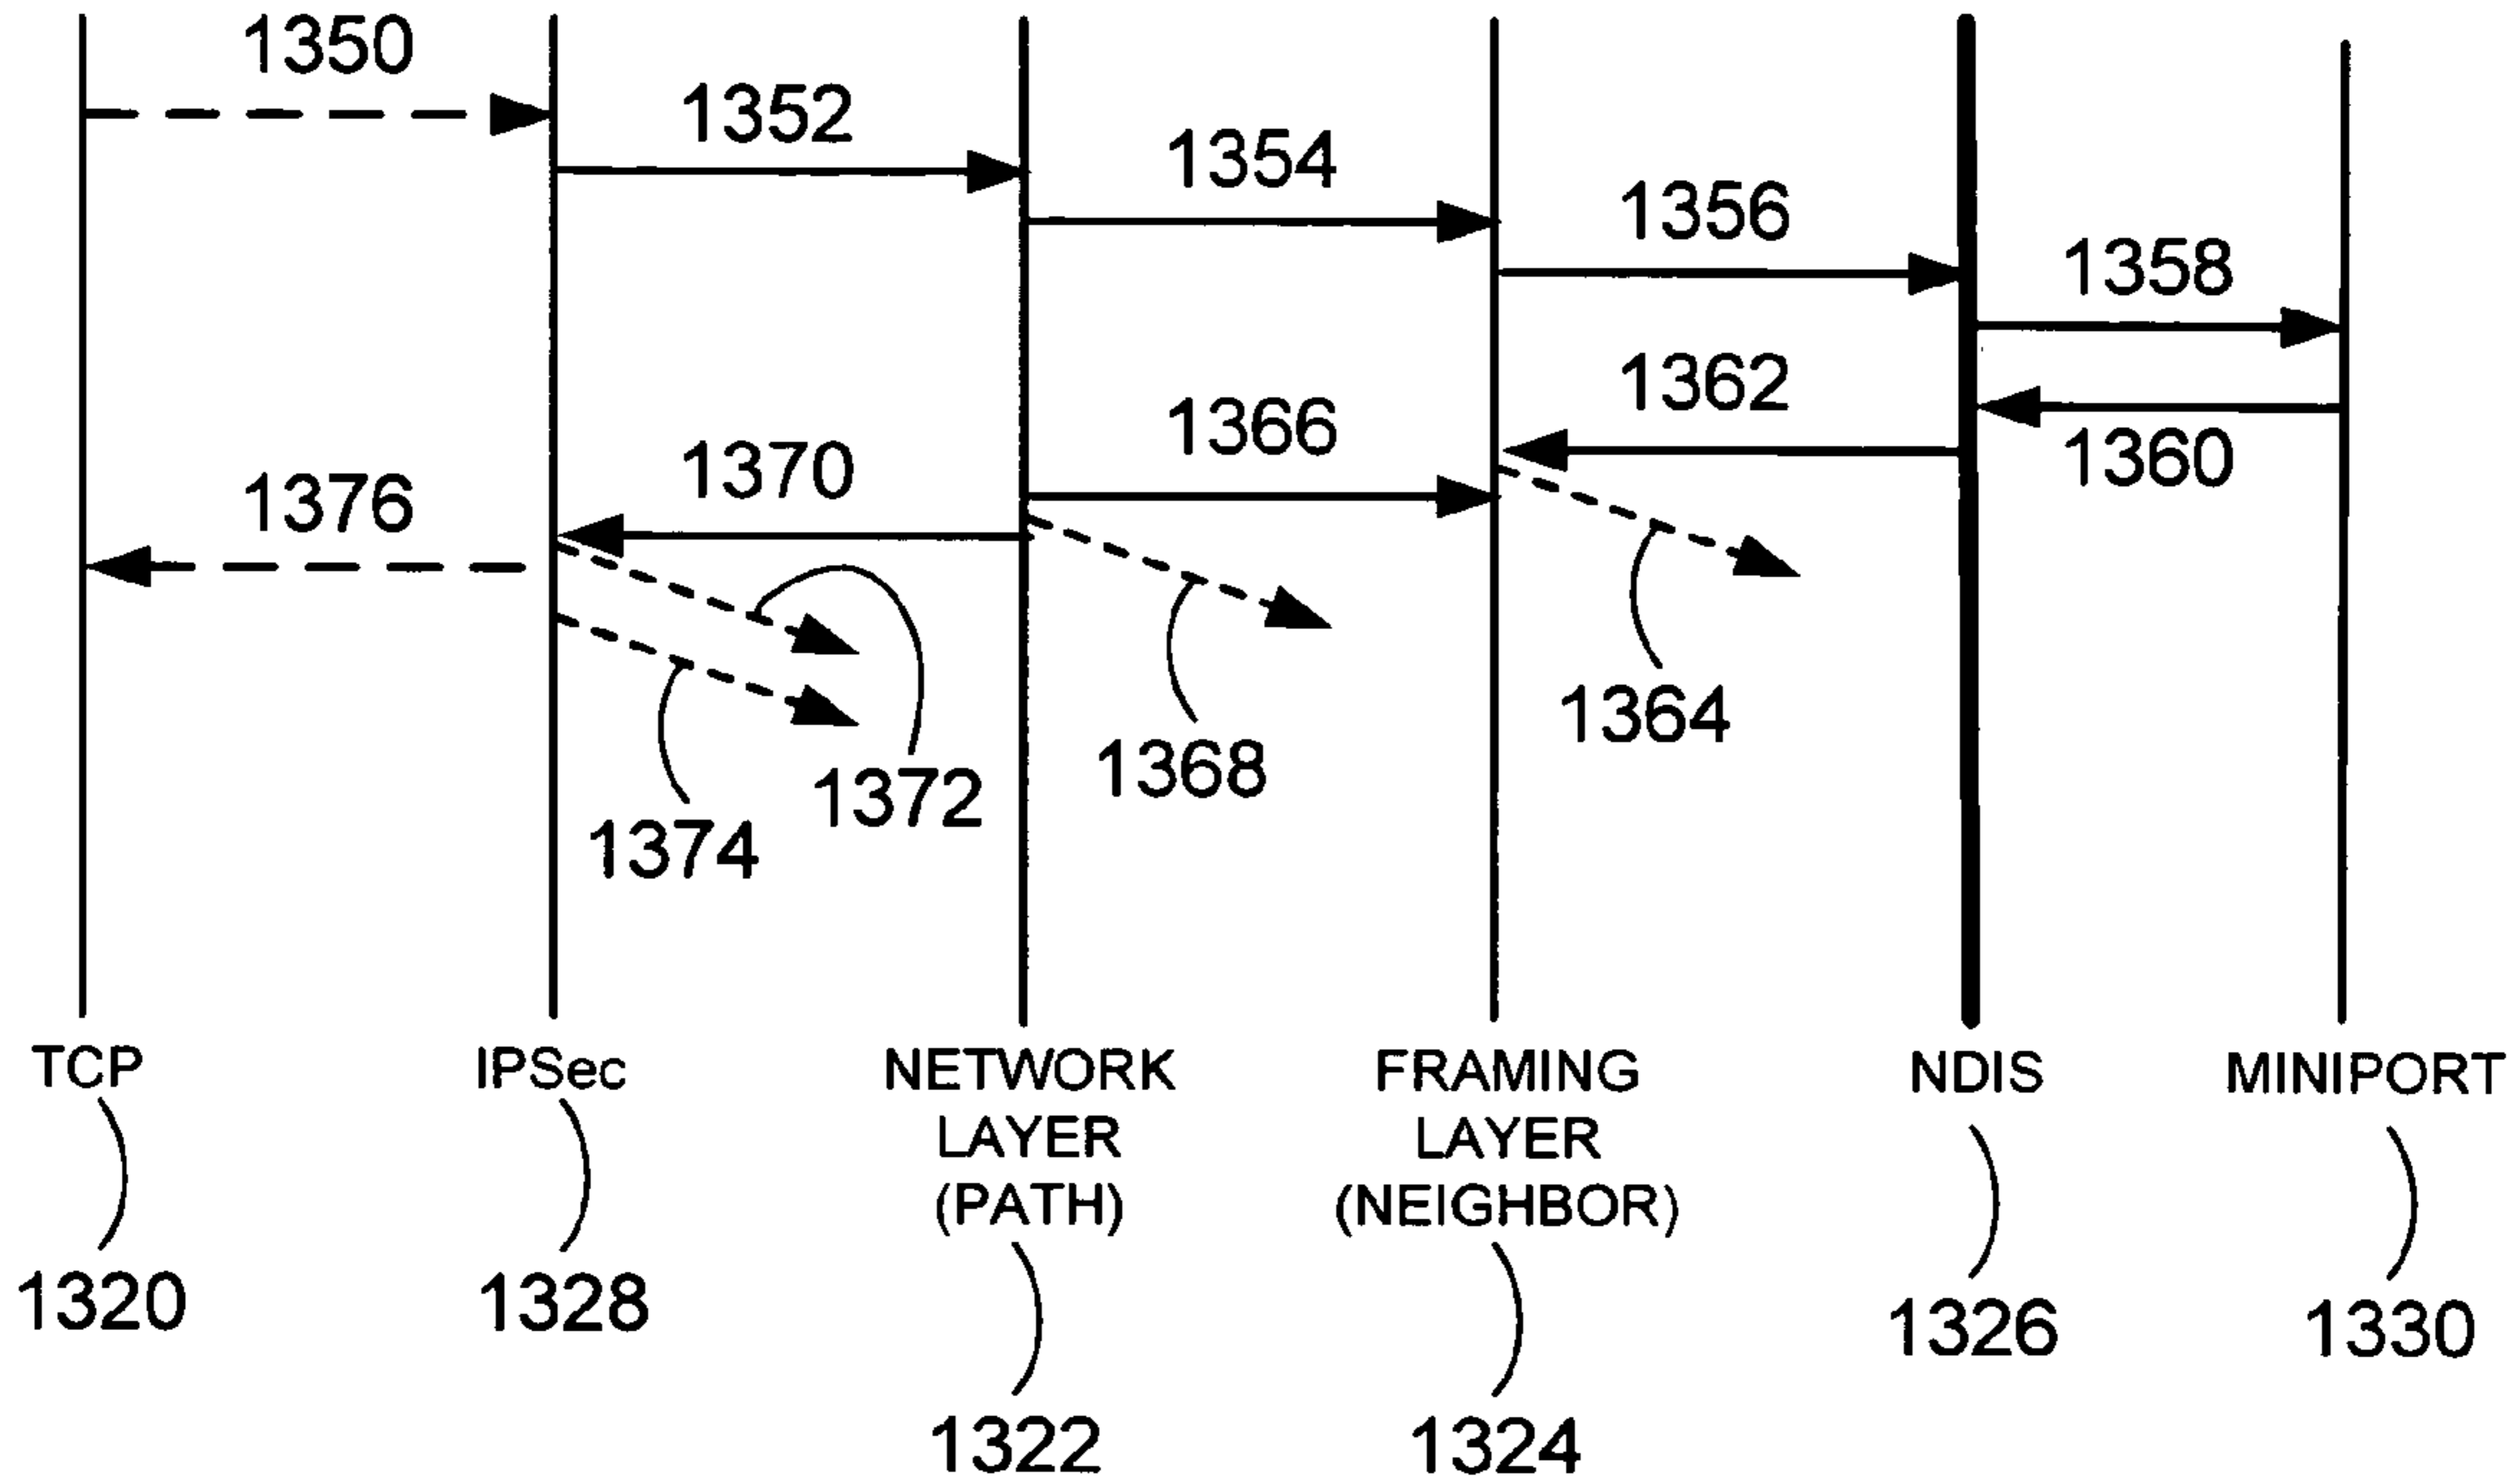 1350
1352
1354
1356
1358
1362
1366
1360
1370
1376
1364
1368
1372
1374
TCP
IPSec
NETWORK
LAYER
(PATH)
FRAMING
LAYER
(NEIGHBOR)
NDIS
MINIPORT
1320
1328
1322
1324
1326
1330